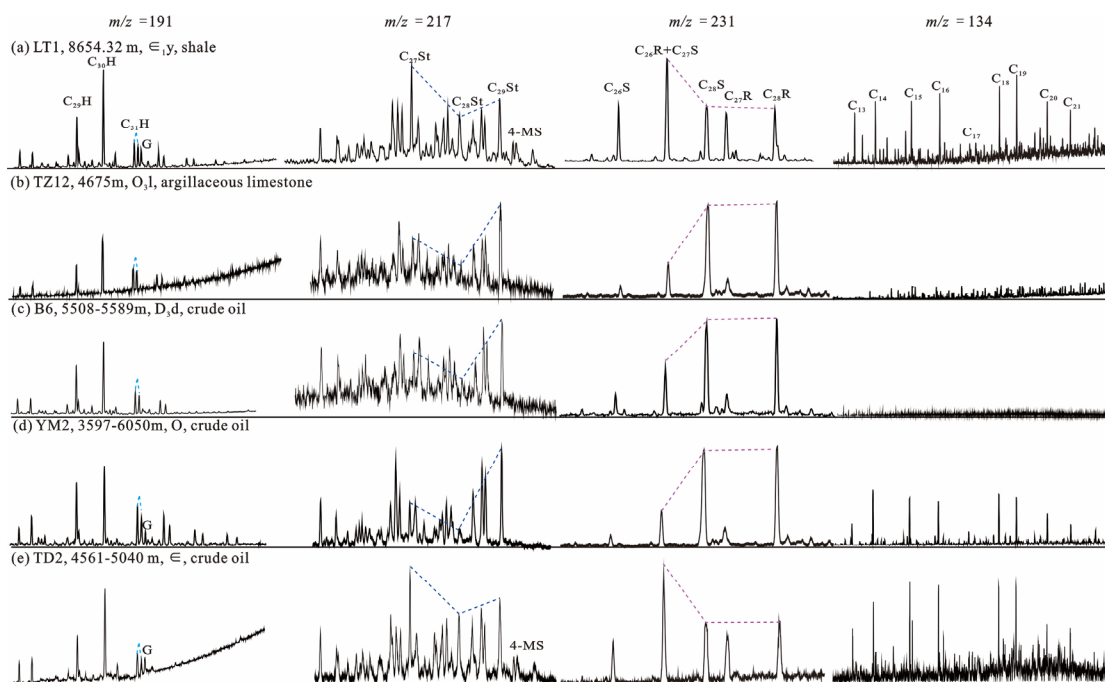 m/z =191 m/z =217 m/z =231 m/z =134
(a) LT1, 8654.32 m, ∈₁y, shale
C₂₉H C₃₀H C₃₁H G
C₂₇St C₂₈St C₂₉St 4-MS
C₂₆S C₂₆R+C₂₇S C₂₈S C₂₇R C₂₈R
C₁₃ C₁₄ C₁₅ C₁₆ C₁₇ C₁₈ C₁₉ C₂₀ C₂₁
(b) TZ12, 4675m, O₃l, argillaceous limestone
(c) B6, 5508-5589m, D₃d, crude oil
(d) YM2, 3597-6050m, O, crude oil
G
(e) TD2, 4561-5040 m, ∈, crude oil
G 4-MS